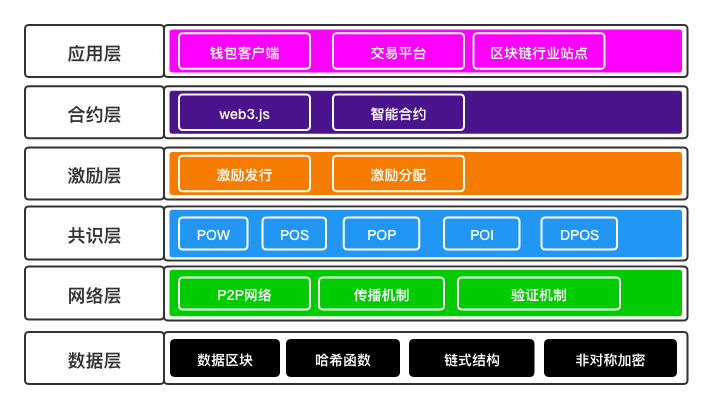 应用层 钱包客户端 交易平台 区块链行业站点
合约层 web3.js 智能合约
激励层 激励发行 激励分配
共识层 POW POS POP POI DPOS
网络层 P2P网络 传播机制 验证机制
数据层 数据区块 哈希函数 链式结构 非对称加密